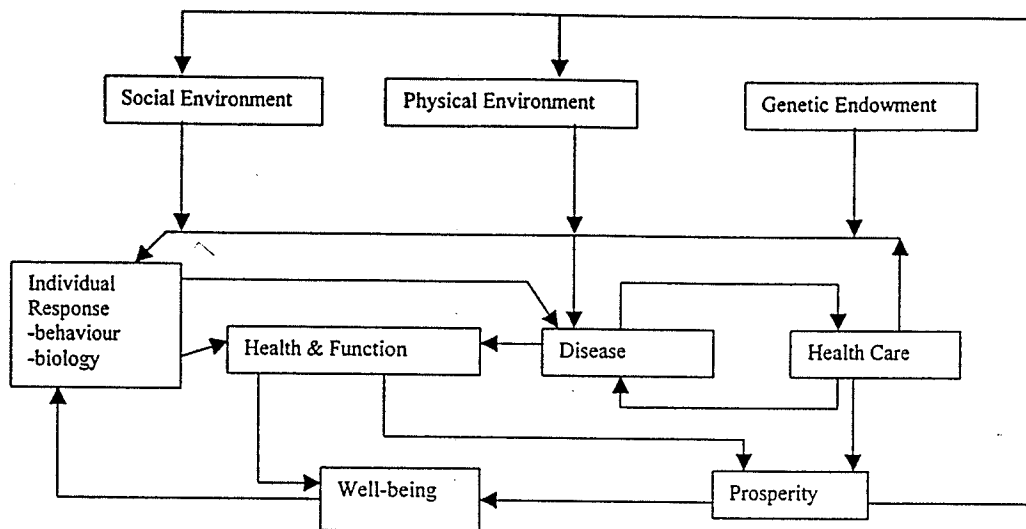 Social Environment
Physical Environment
Genetic Endowment
Individual
Response
-behaviour
-biology
Health & Function
Disease
Health Care
Well-being
Prosperity